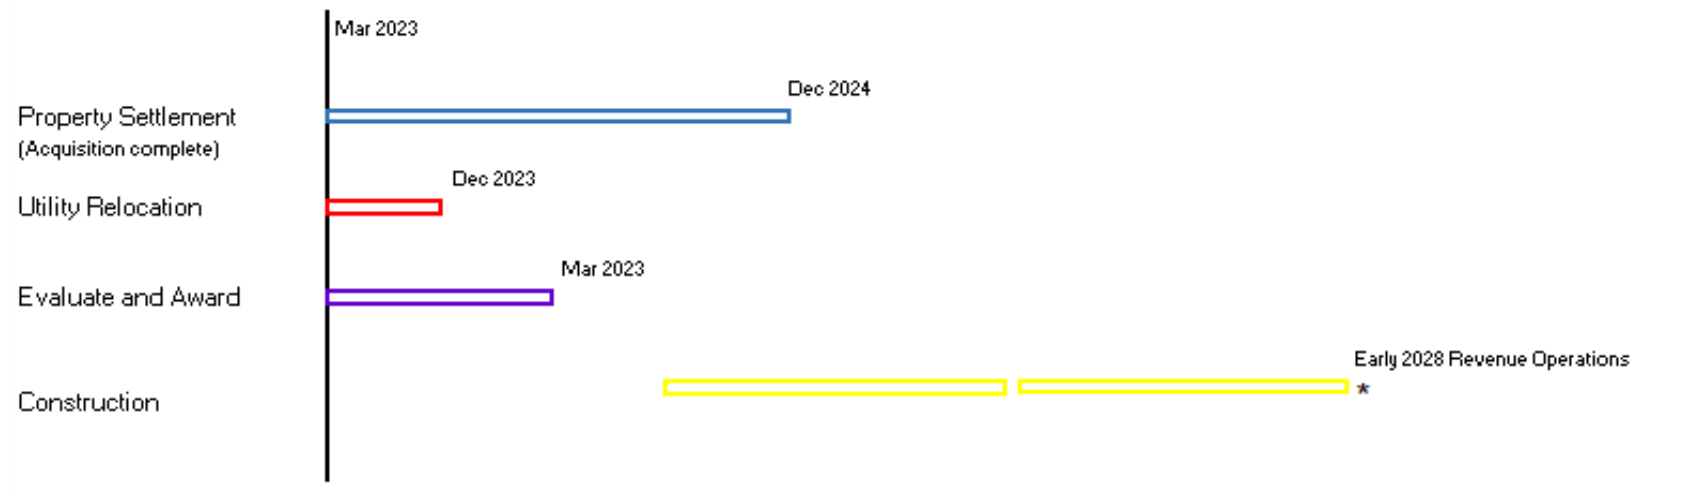 Mar 2023
Dec 2024
Property Settlement
(Acquisition complete)
Dec 2023
Utility Relocation
Mar 2023
Evaluate and Award
Early 2028 Revenue Operations
*
Construction